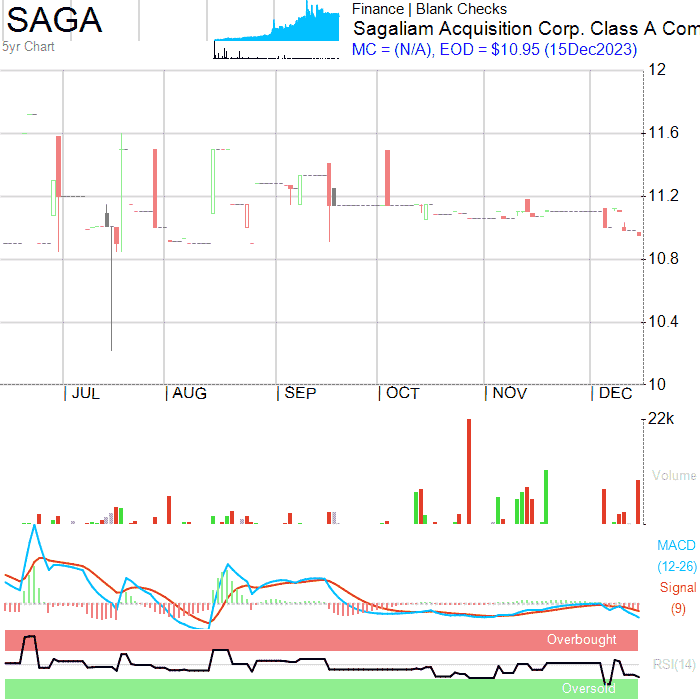 SAGA
5yr Chart
Finance | Blank Checks
Sagaliam Acquisition Corp. Class A Com
MC = (N/A), EOD = $10.95 (15Dec2023)
12
11.6
11.2
10.8
10.4
10
JUL AUG SEP OCT NOV DEC
22k
Volume
MACD
(12-26)
Signal
(9)
Overbought
RSI(14)
Oversold